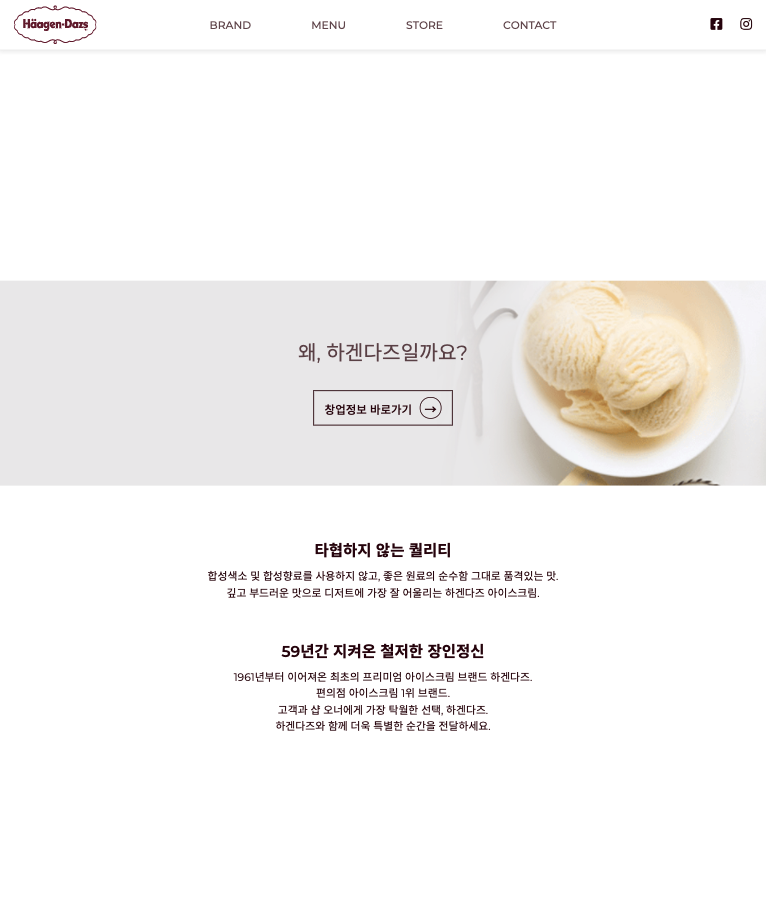 Häagen-Dazs
BRAND
MENU
STORE
CONTACT
왜, 하겐다즈일까요?
창업정보 바로가기
타협하지 않는 퀄리티
합성색소 및 합성향료를 사용하지 않고, 좋은 원료의 순수함 그대로 품격있는 맛.
깊고 부드러운 맛으로 디저트에 가장 잘 어울리는 하겐다즈 아이스크림.
59년간 지켜온 철저한 장인정신
1961년부터 이어져온 최초의 프리미엄 아이스크림 브랜드 하겐다즈.
편의점 아이스크림 1위 브랜드.
고객과 샵 오너에게 가장 탁월한 선택, 하겐다즈.
하겐다즈와 함께 더욱 특별한 순간을 전달하세요.